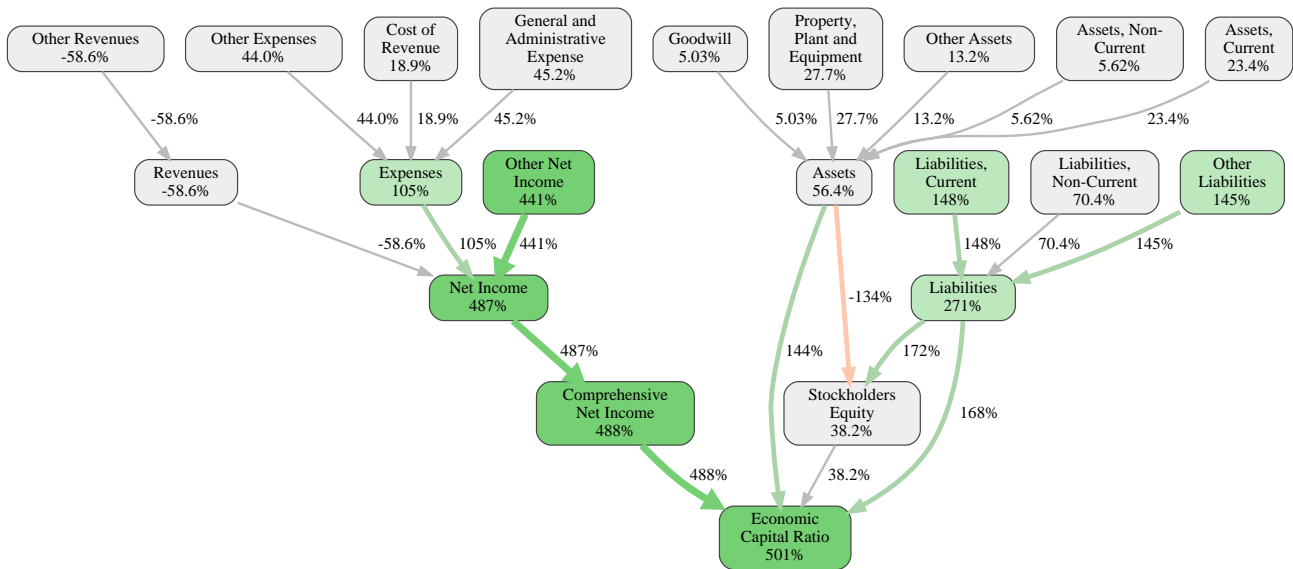 Other Revenues
-58.6%
Other Expenses
44.0%
Cost of
Revenue
18.9%
General and
Administrative
Expense
45.2%
Goodwill
5.03%
Property,
Plant and
Equipment
27.7%
Other Assets
13.2%
Assets, Non-
Current
5.62%
Assets,
Current
23.4%
-58.6%
44.0%
18.9%
45.2%
5.03%
27.7%
13.2%
5.62%
23.4%
Revenues
-58.6%
Expenses
105%
Other Net
Income
441%
Assets
56.4%
Liabilities,
Current
148%
Liabilities,
Non-Current
70.4%
Other
Liabilities
145%
-58.6%
105%
441%
148%
70.4%
145%
Net Income
487%
-134%
Liabilities
271%
487%
144%
172%
Comprehensive
Net Income
488%
Stockholders
Equity
38.2%
168%
488%
38.2%
Economic
Capital Ratio
501%